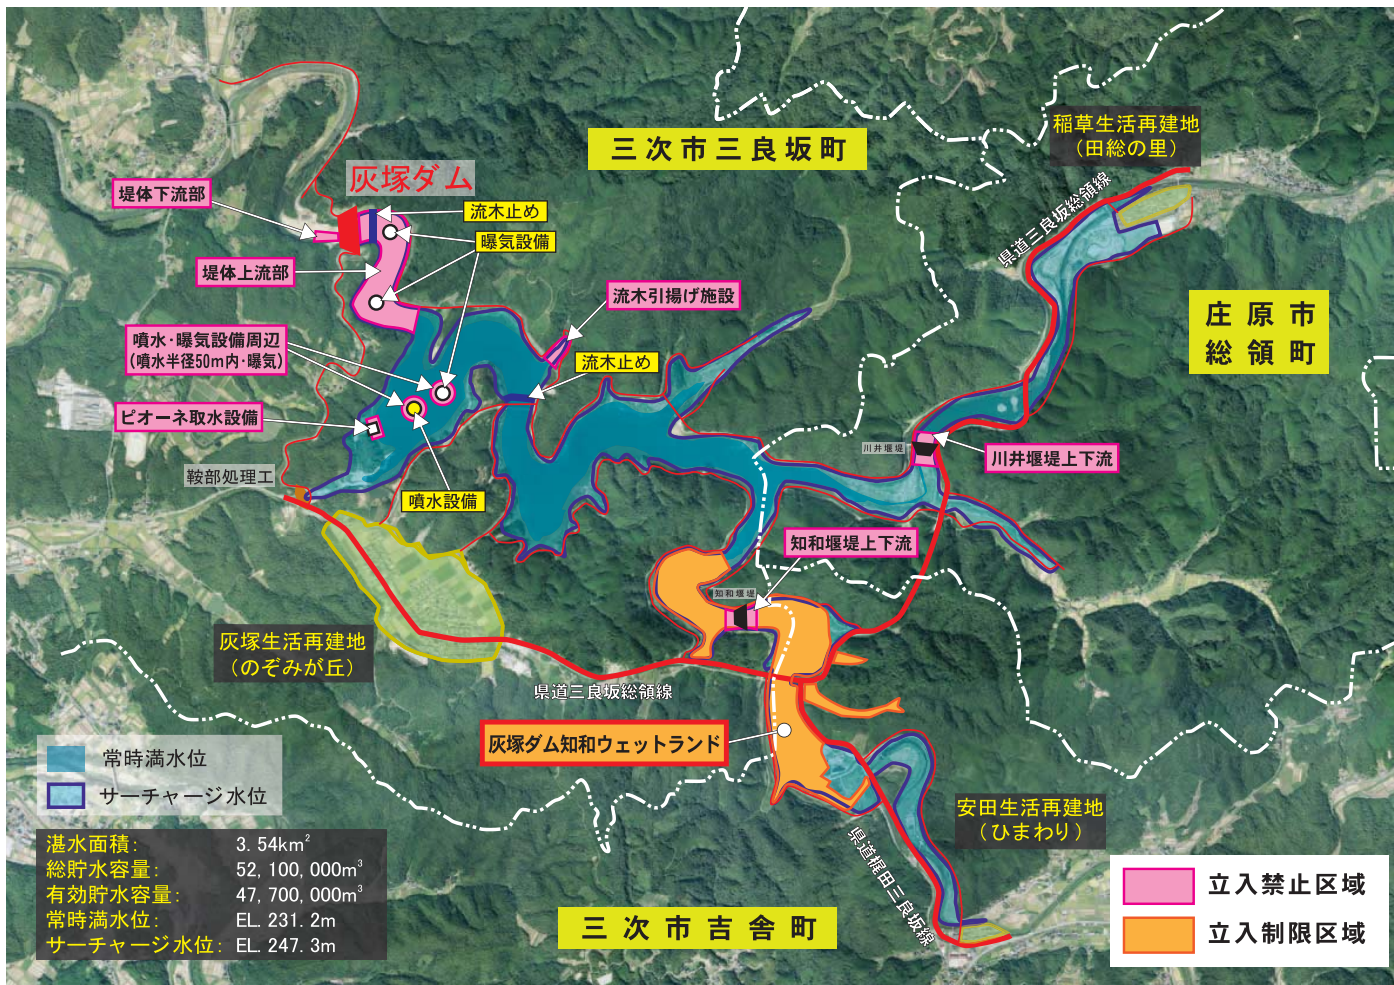 三次市三良坂町
稲草生活再建地
（田総の里）
灰塚ダム
県道三良坂総領線
堤体下流部
流木止め
曝気設備
堤体上流部
流木引揚げ施設
庄原市
総領町
噴水・曝気設備周辺
（噴水半径50m内・曝気）
流木止め
ピオーネ取水設備
川井堰堤
川井堰堤上下流
鞍部処理工
噴水設備
知和堰堤上下流
知和堰堤
灰塚生活再建地
（のぞみが丘）
県道三良坂総領線
灰塚ダム知和ウェットランド
常時満水位
サーチャージ水位
安田生活再建地
（ひまわり）
県道梶田三良坂線
湛水面積： 3.54km²
総貯水容量： 52,100,000m³
有効貯水容量： 47,700,000m³
常時満水位： EL.231.2m
サーチャージ水位： EL.247.3m
三次市吉舎町
立入禁止区域
立入制限区域